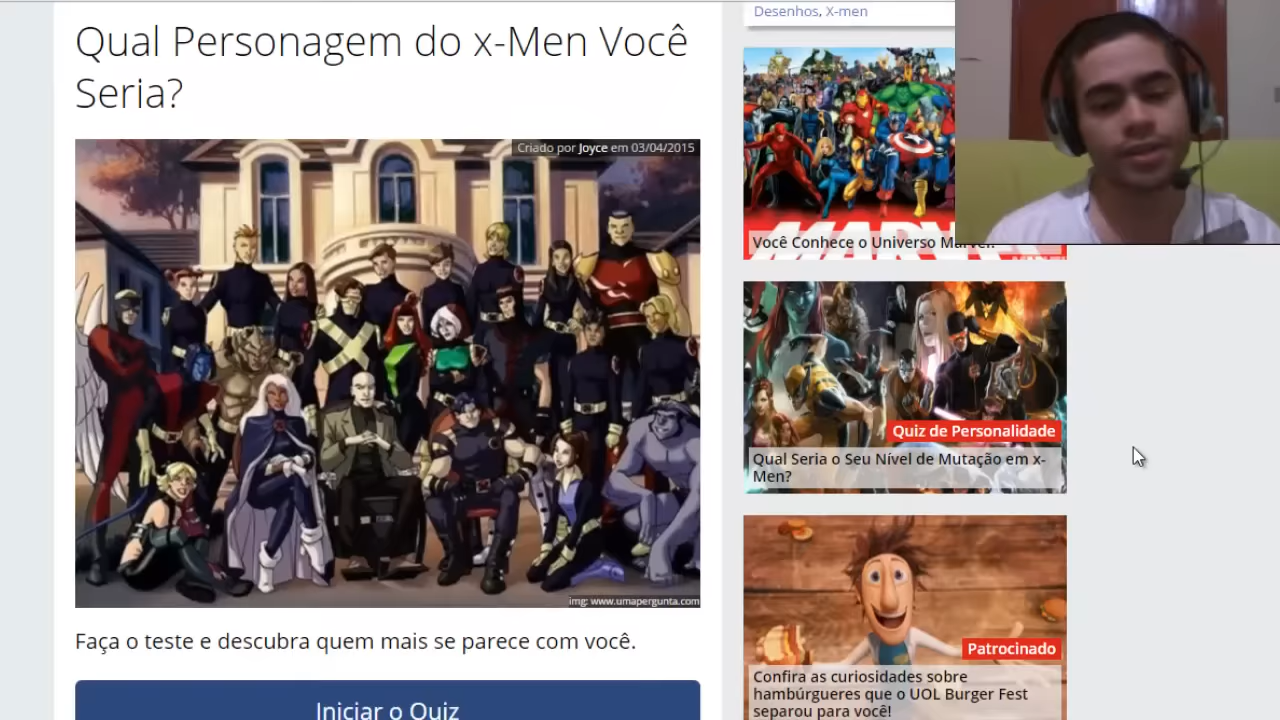 Qual Personagem do x-Men Você
Seria?
Criado por Joyce em 03/04/2015
img: www.umapergunta.com
Faça o teste e descubra quem mais se parece com você.
Iniciar o Quiz
Desenhos, X-men
MARVEL
Você Conhece o Universo Marvel?
Quiz de Personalidade
Qual Seria o Seu Nível de Mutação em x-
Men?
Patrocinado
Confira as curiosidades sobre
hambúrgueres que o UOL Burger Fest
separou para você!